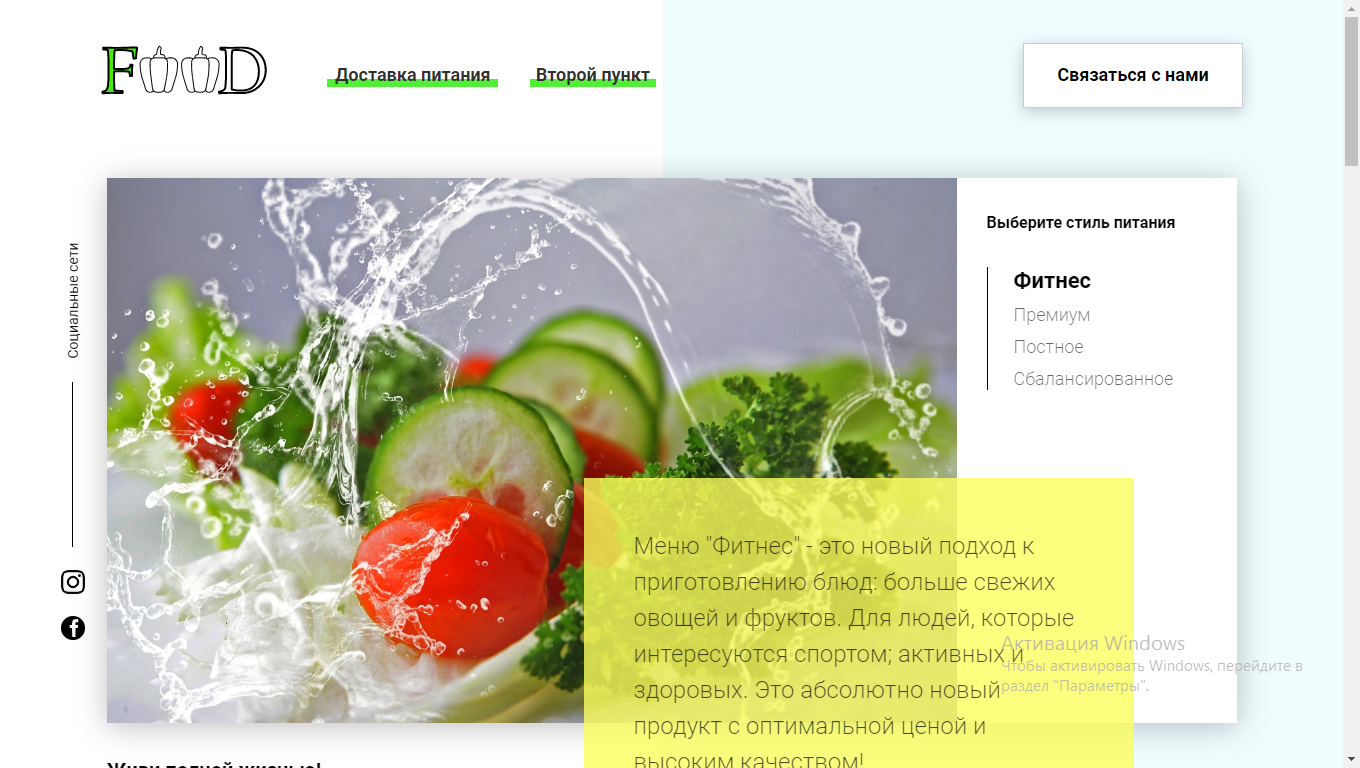 FOOD
Доставка питания
Второй пункт
Связаться с нами
Социальные сети
Выберите стиль питания
Фитнес
Премиум
Постное
Сбалансированное
Меню "Фитнес" - это новый подход к
приготовлению блюд: больше свежих
овощей и фруктов. Для людей, которые
интересуются спортом; активных и
здоровых. Это абсолютно новый
продукт с оптимальной ценой и
высоким качеством!
Активация Windows
Чтобы активировать Windows, перейдите в
раздел "Параметры".
Живи полной жизнью!